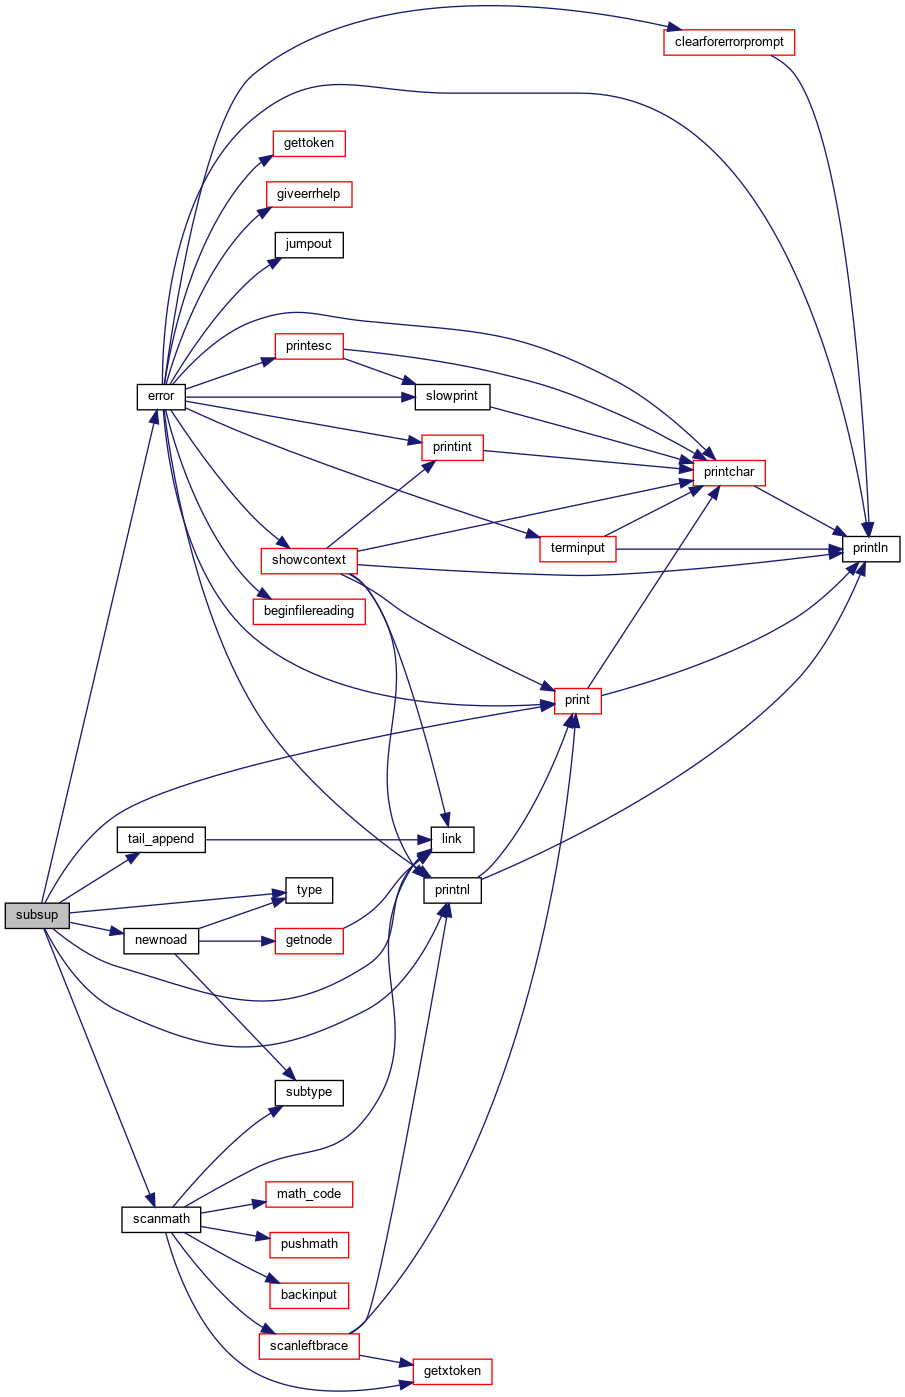 clearforerrorprompt
gettoken
giveerrhelp
jumpout
printesc
error
slowprint
printint
printchar
println
terminput
showcontext
beginfilereading
print
tail_append
link
type
printnl
subsup
newnoad
getnode
subtype
math_code
scanmath
pushmath
backinput
scanleftbrace
getxtoken